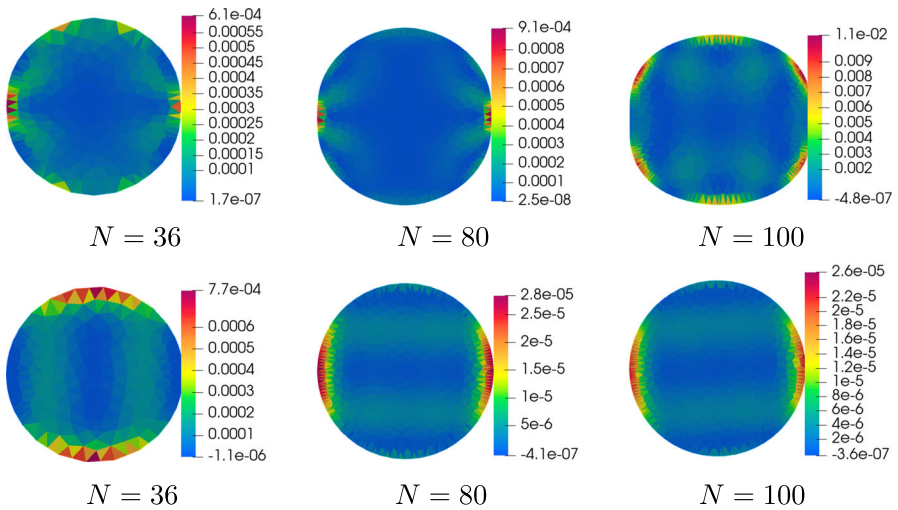 6.1e-04
0.00055
0.0005
0.00045
0.0004
0.00035
0.0003
0.00025
0.0002
0.00015
0.0001
1.7e-07
N = 36
9.1e-04
0.0008
0.0007
0.0006
0.0005
0.0004
0.0003
0.0002
0.0001
2.5e-08
N = 80
1.1e-02
0.009
0.008
0.007
0.006
0.005
0.004
0.003
0.002
-4.8e-07
N = 100
7.7e-04
0.0006
0.0005
0.0004
0.0003
0.0002
0.0001
-1.1e-06
N = 36
2.8e-05
2.5e-5
2e-5
1.5e-5
1e-5
5e-6
-4.1e-07
N = 80
2.6e-05
2.2e-5
2e-5
1.8e-5
1.6e-5
1.4e-5
1.2e-5
1e-5
8e-6
6e-6
4e-6
2e-6
-3.6e-07
N = 100